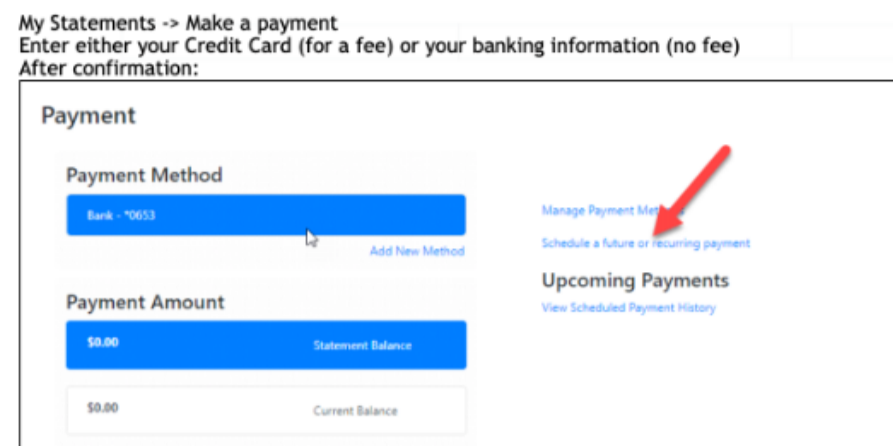 My Statements -> Make a payment
Enter either your Credit Card (for a fee) or your banking information (no fee)
After confirmation:
Payment
Payment Method
Bank - *0653
Add New Method
Payment Amount
$0.00 Statement Balance
$0.00 Current Balance
Manage Payment
Schedule a future or recurring payment
Upcoming Payments
View Scheduled Payment History